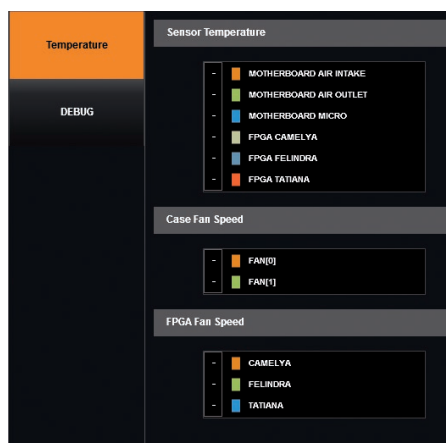 Temperature
DEBUG
Sensor Temperature
- MOTHERBOARD AIR INTAKE
- MOTHERBOARD AIR OUTLET
- MOTHERBOARD MICRO
- FPGA CAMELYA
- FPGA FELINDRA
- FPGA TATIANA
Case Fan Speed
- FAN[0]
- FAN[1]
FPGA Fan Speed
- CAMELYA
- FELINDRA
- TATIANA